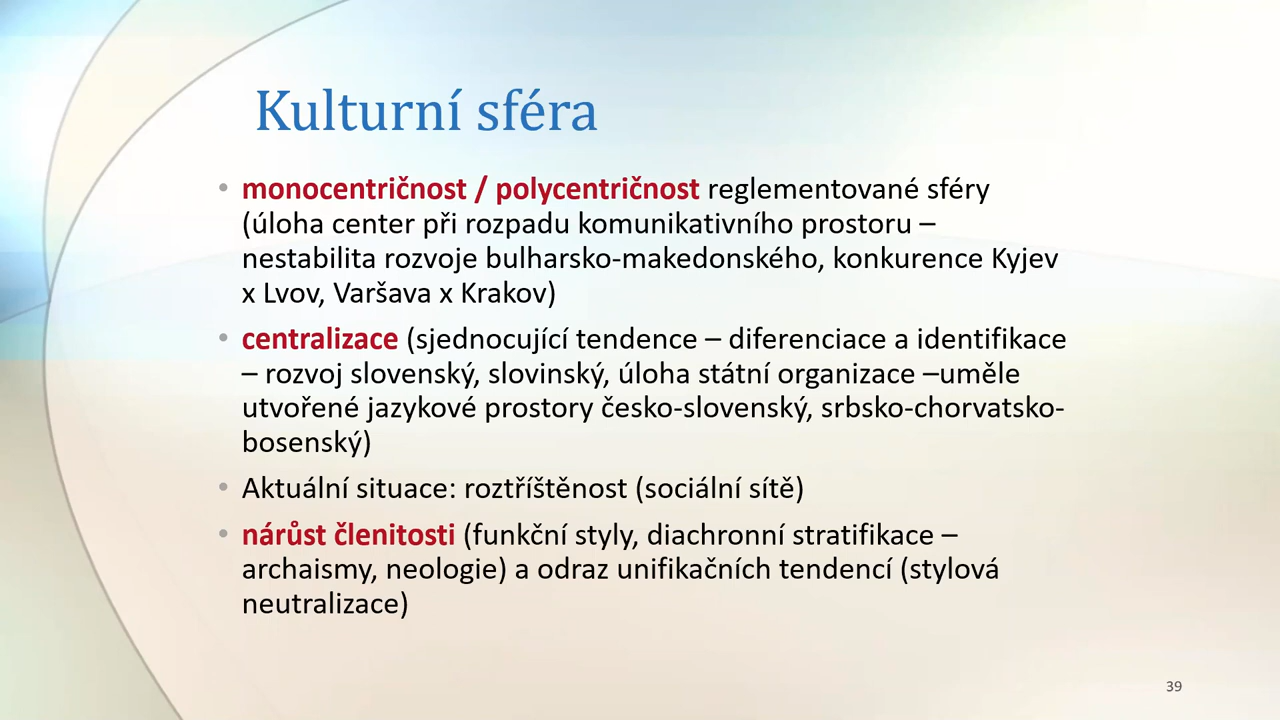 Kulturní sféra
• monocentričnost / polycentričnost reglementované sféry
(úloha center při rozpadu komunikativního prostoru –
nestabilita rozvoje bulharsko-makedonského, konkurence Kyjev
x Lvov, Varšava x Krakov)
• centralizace (sjednocující tendence – diferenciace a identifikace
– rozvoj slovenský, slovinský, úloha státní organizace –uměle
utvořené jazykové prostory česko-slovenský, srbsko-chorvatsko-
bosenský)
• Aktuální situace: roztříštěnost (sociální sítě)
• nárůst členitosti (funkční styly, diachronní stratifikace –
archaismy, neologie) a odraz unifikačních tendencí (stylová
neutralizace)
39